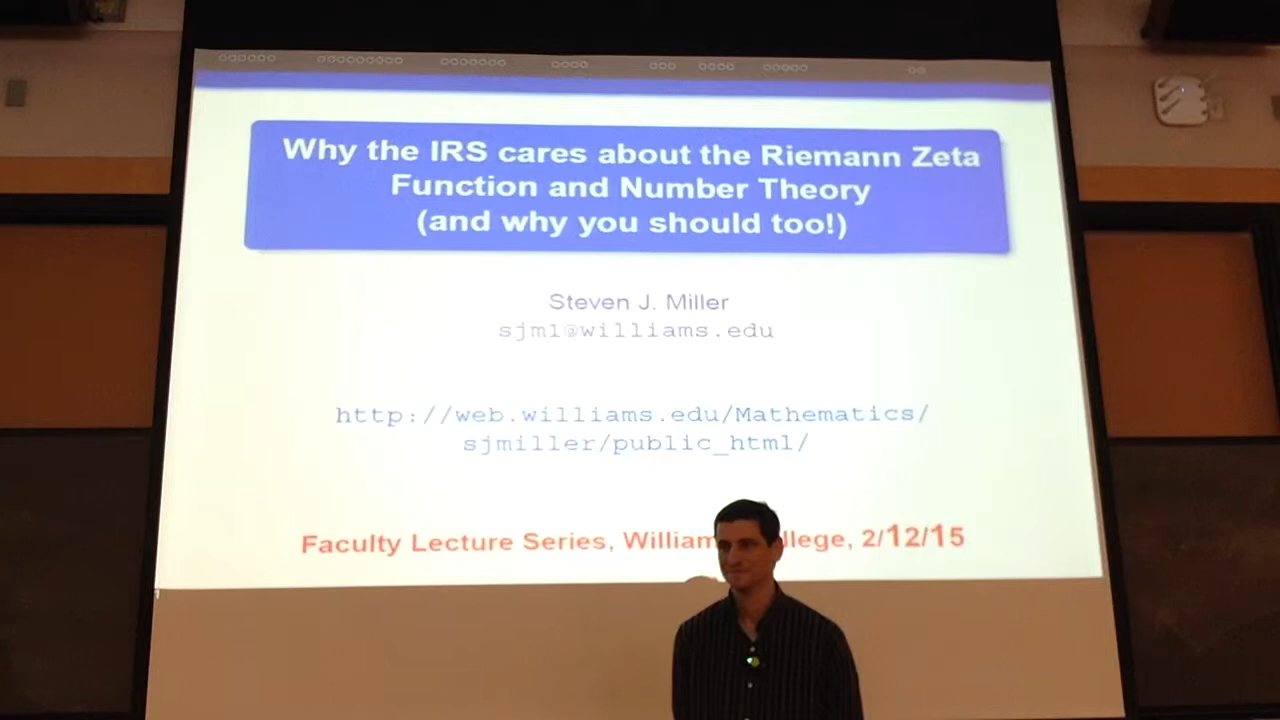 Why the IRS cares about the Riemann Zeta
Function and Number Theory
(and why you should too!)
Steven J. Miller
sjm1@williams.edu
http://web.williams.edu/Mathematics/
sjmiller/public_html/
Faculty Lecture Series, William llege, 2/12/15